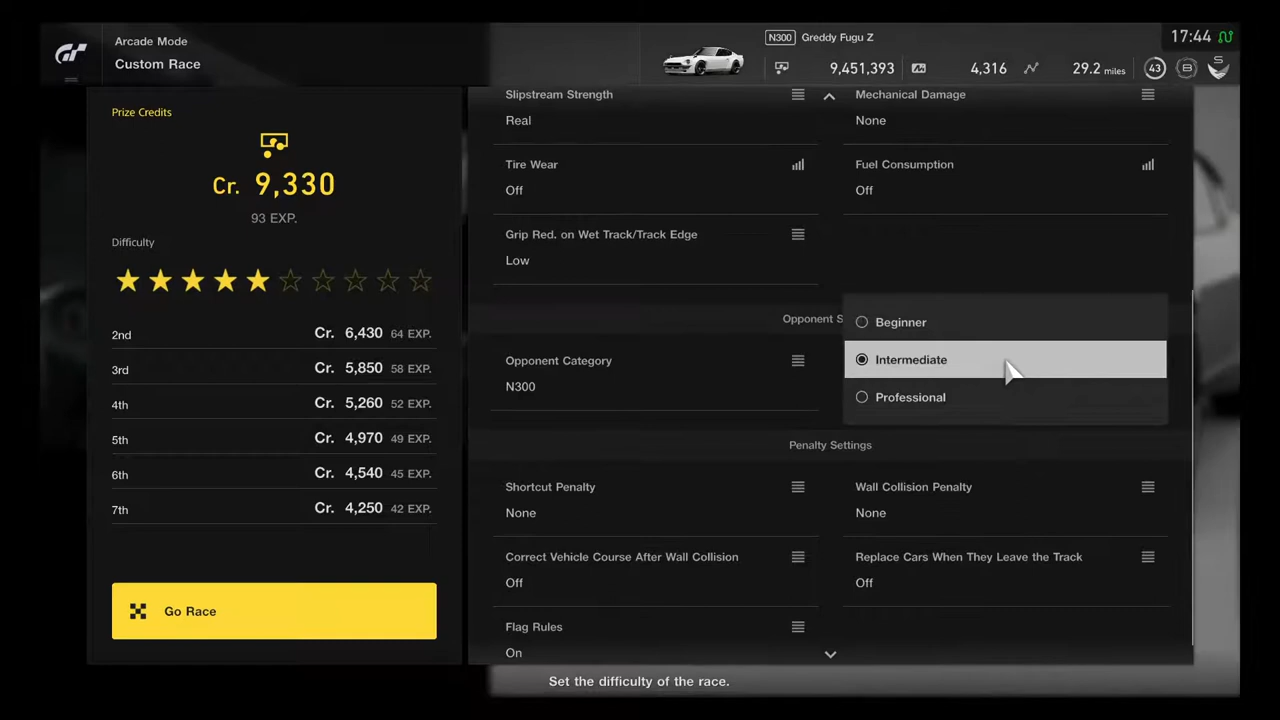 Arcade Mode
Custom Race
N300 Greddy Fugu Z
17:44
9,451,393
4,316
29.2 miles
43
B
S
Prize Credits
Cr. 9,330
93 EXP.
Difficulty
2nd Cr. 6,430 64 EXP.
3rd Cr. 5,850 58 EXP.
4th Cr. 5,260 52 EXP.
5th Cr. 4,970 49 EXP.
6th Cr. 4,540 45 EXP.
7th Cr. 4,250 42 EXP.
Go Race
Slipstream Strength
Real
Mechanical Damage
None
Tire Wear
Off
Fuel Consumption
Off
Grip Red. on Wet Track/Track Edge
Low
Opponent S
Opponent Category
N300
Beginner
Intermediate
Professional
Penalty Settings
Shortcut Penalty
None
Wall Collision Penalty
None
Correct Vehicle Course After Wall Collision
Off
Replace Cars When They Leave the Track
Off
Flag Rules
On
Set the difficulty of the race.